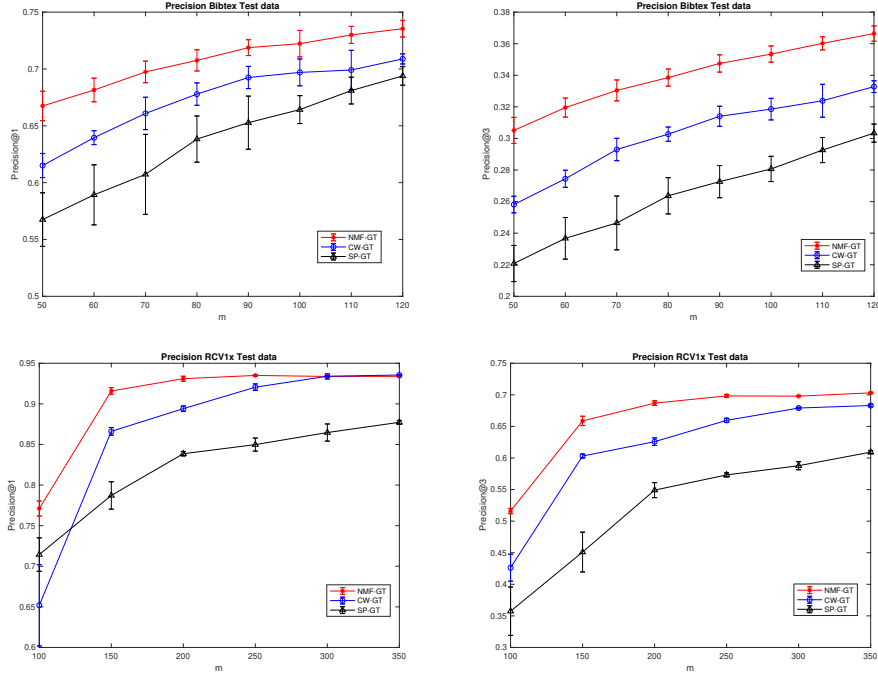 Precision Bibtex Test data
0.75
0.7
0.65
0.6
0.55
0.5
Precision@1
50 60 70 80 90 100 110 120
m
NMF-GT
CW-GT
SP-GT
Precision Bibtex Test data
0.38
0.36
0.34
0.32
0.3
0.28
0.26
0.24
0.22
0.2
Precision@3
50 60 70 80 90 100 110 120
m
NMF-GT
CW-GT
SP-GT
Precision RCV1x Test data
0.95
0.9
0.85
0.8
0.75
0.7
0.65
0.6
Precision@1
100 150 200 250 300 350
m
NMF-GT
CW-GT
SP-GT
Precision RCV1x Test data
0.75
0.7
0.65
0.6
0.55
0.5
0.45
0.4
0.35
0.3
Precision@3
100 150 200 250 300 350
m
NMF-GT
CW-GT
SP-GT